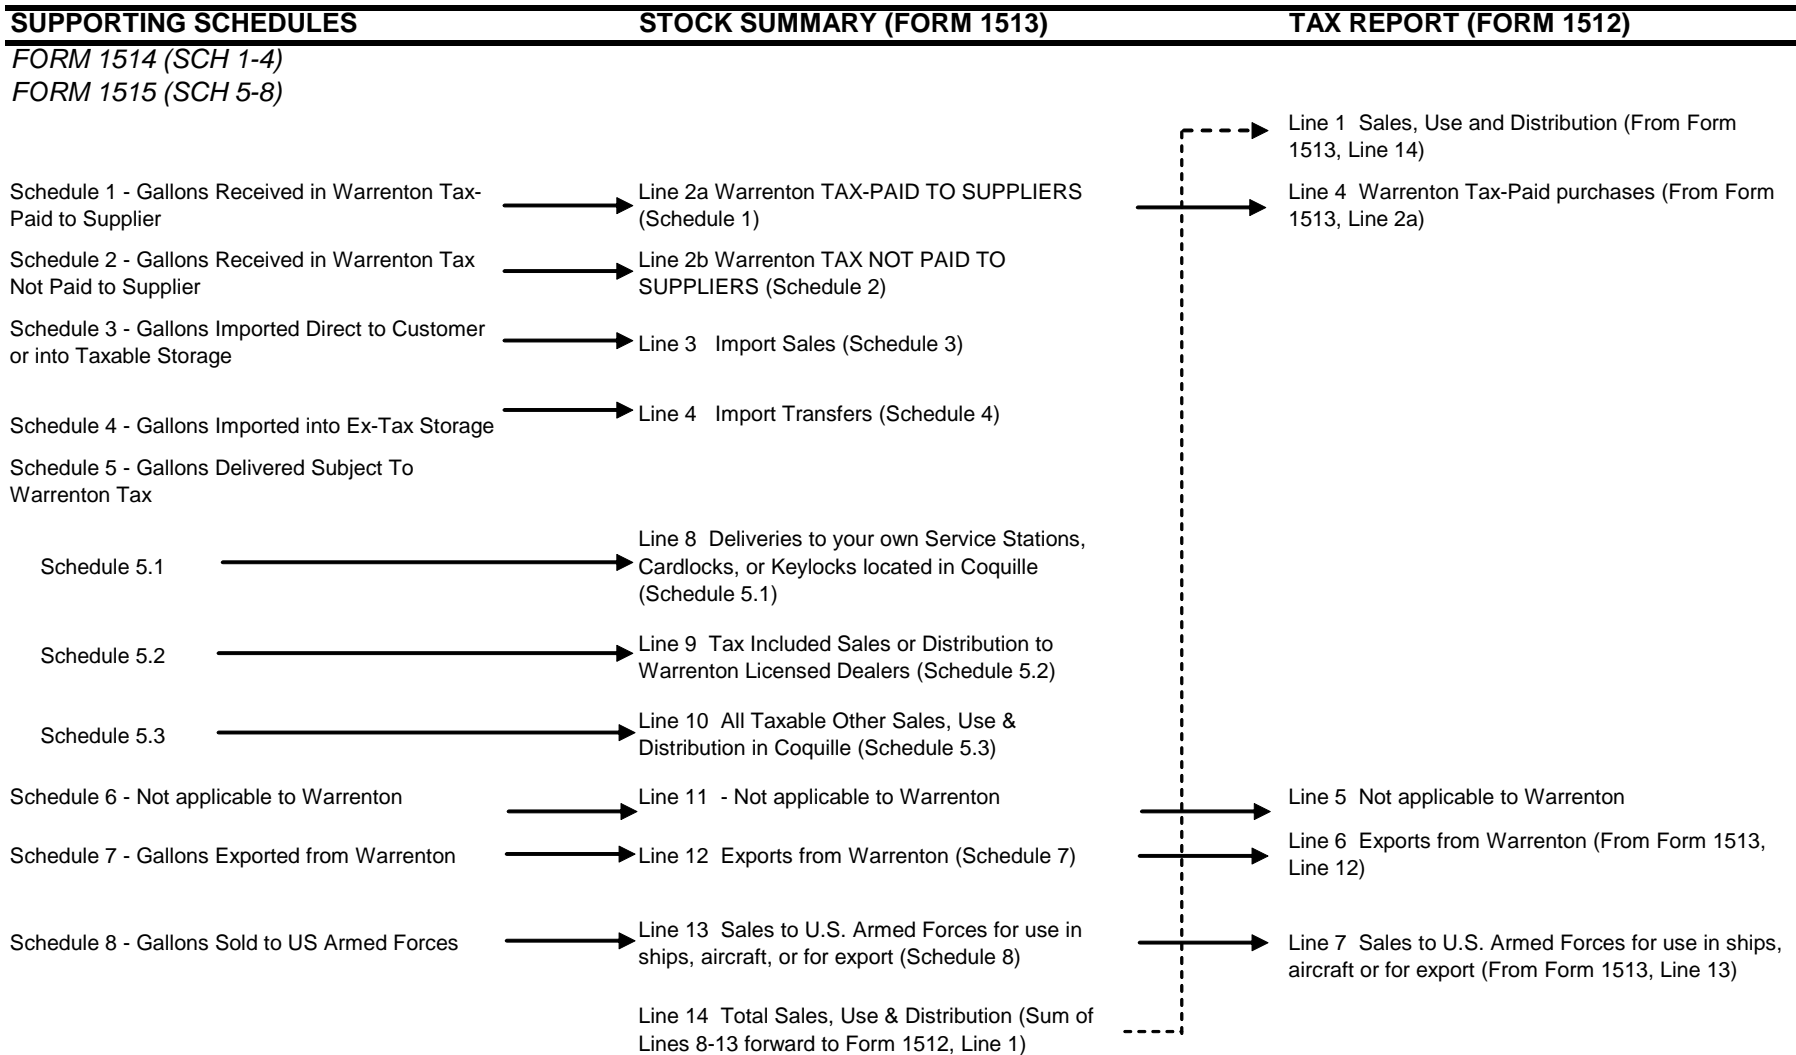 SUPPORTING SCHEDULES
STOCK SUMMARY (FORM 1513)
TAX REPORT (FORM 1512)
FORM 1514 (SCH 1-4)
FORM 1515 (SCH 5-8)
Line 1 Sales, Use and Distribution (From Form
1513, Line 14)
Schedule 1 - Gallons Received in Warrenton Tax-
Paid to Supplier
Line 2a Warrenton TAX-PAID TO SUPPLIERS
(Schedule 1)
Line 4 Warrenton Tax-Paid purchases (From Form
1513, Line 2a)
Schedule 2 - Gallons Received in Warrenton Tax
Not Paid to Supplier
Line 2b Warrenton TAX NOT PAID TO
SUPPLIERS (Schedule 2)
Schedule 3 - Gallons Imported Direct to Customer
or into Taxable Storage
Line 3 Import Sales (Schedule 3)
Schedule 4 - Gallons Imported into Ex-Tax Storage
Line 4 Import Transfers (Schedule 4)
Schedule 5 - Gallons Delivered Subject To
Warrenton Tax
Schedule 5.1
Line 8 Deliveries to your own Service Stations,
Cardlocks, or Keylocks located in Coquille
(Schedule 5.1)
Schedule 5.2
Line 9 Tax Included Sales or Distribution to
Warrenton Licensed Dealers (Schedule 5.2)
Schedule 5.3
Line 10 All Taxable Other Sales, Use &
Distribution in Coquille (Schedule 5.3)
Schedule 6 - Not applicable to Warrenton
Line 11 - Not applicable to Warrenton
Line 5 Not applicable to Warrenton
Schedule 7 - Gallons Exported from Warrenton
Line 12 Exports from Warrenton (Schedule 7)
Line 6 Exports from Warrenton (From Form 1513,
Line 12)
Schedule 8 - Gallons Sold to US Armed Forces
Line 13 Sales to U.S. Armed Forces for use in
ships, aircraft, or for export (Schedule 8)
Line 7 Sales to U.S. Armed Forces for use in ships,
aircraft or for export (From Form 1513, Line 13)
Line 14 Total Sales, Use & Distribution (Sum of
Lines 8-13 forward to Form 1512, Line 1)